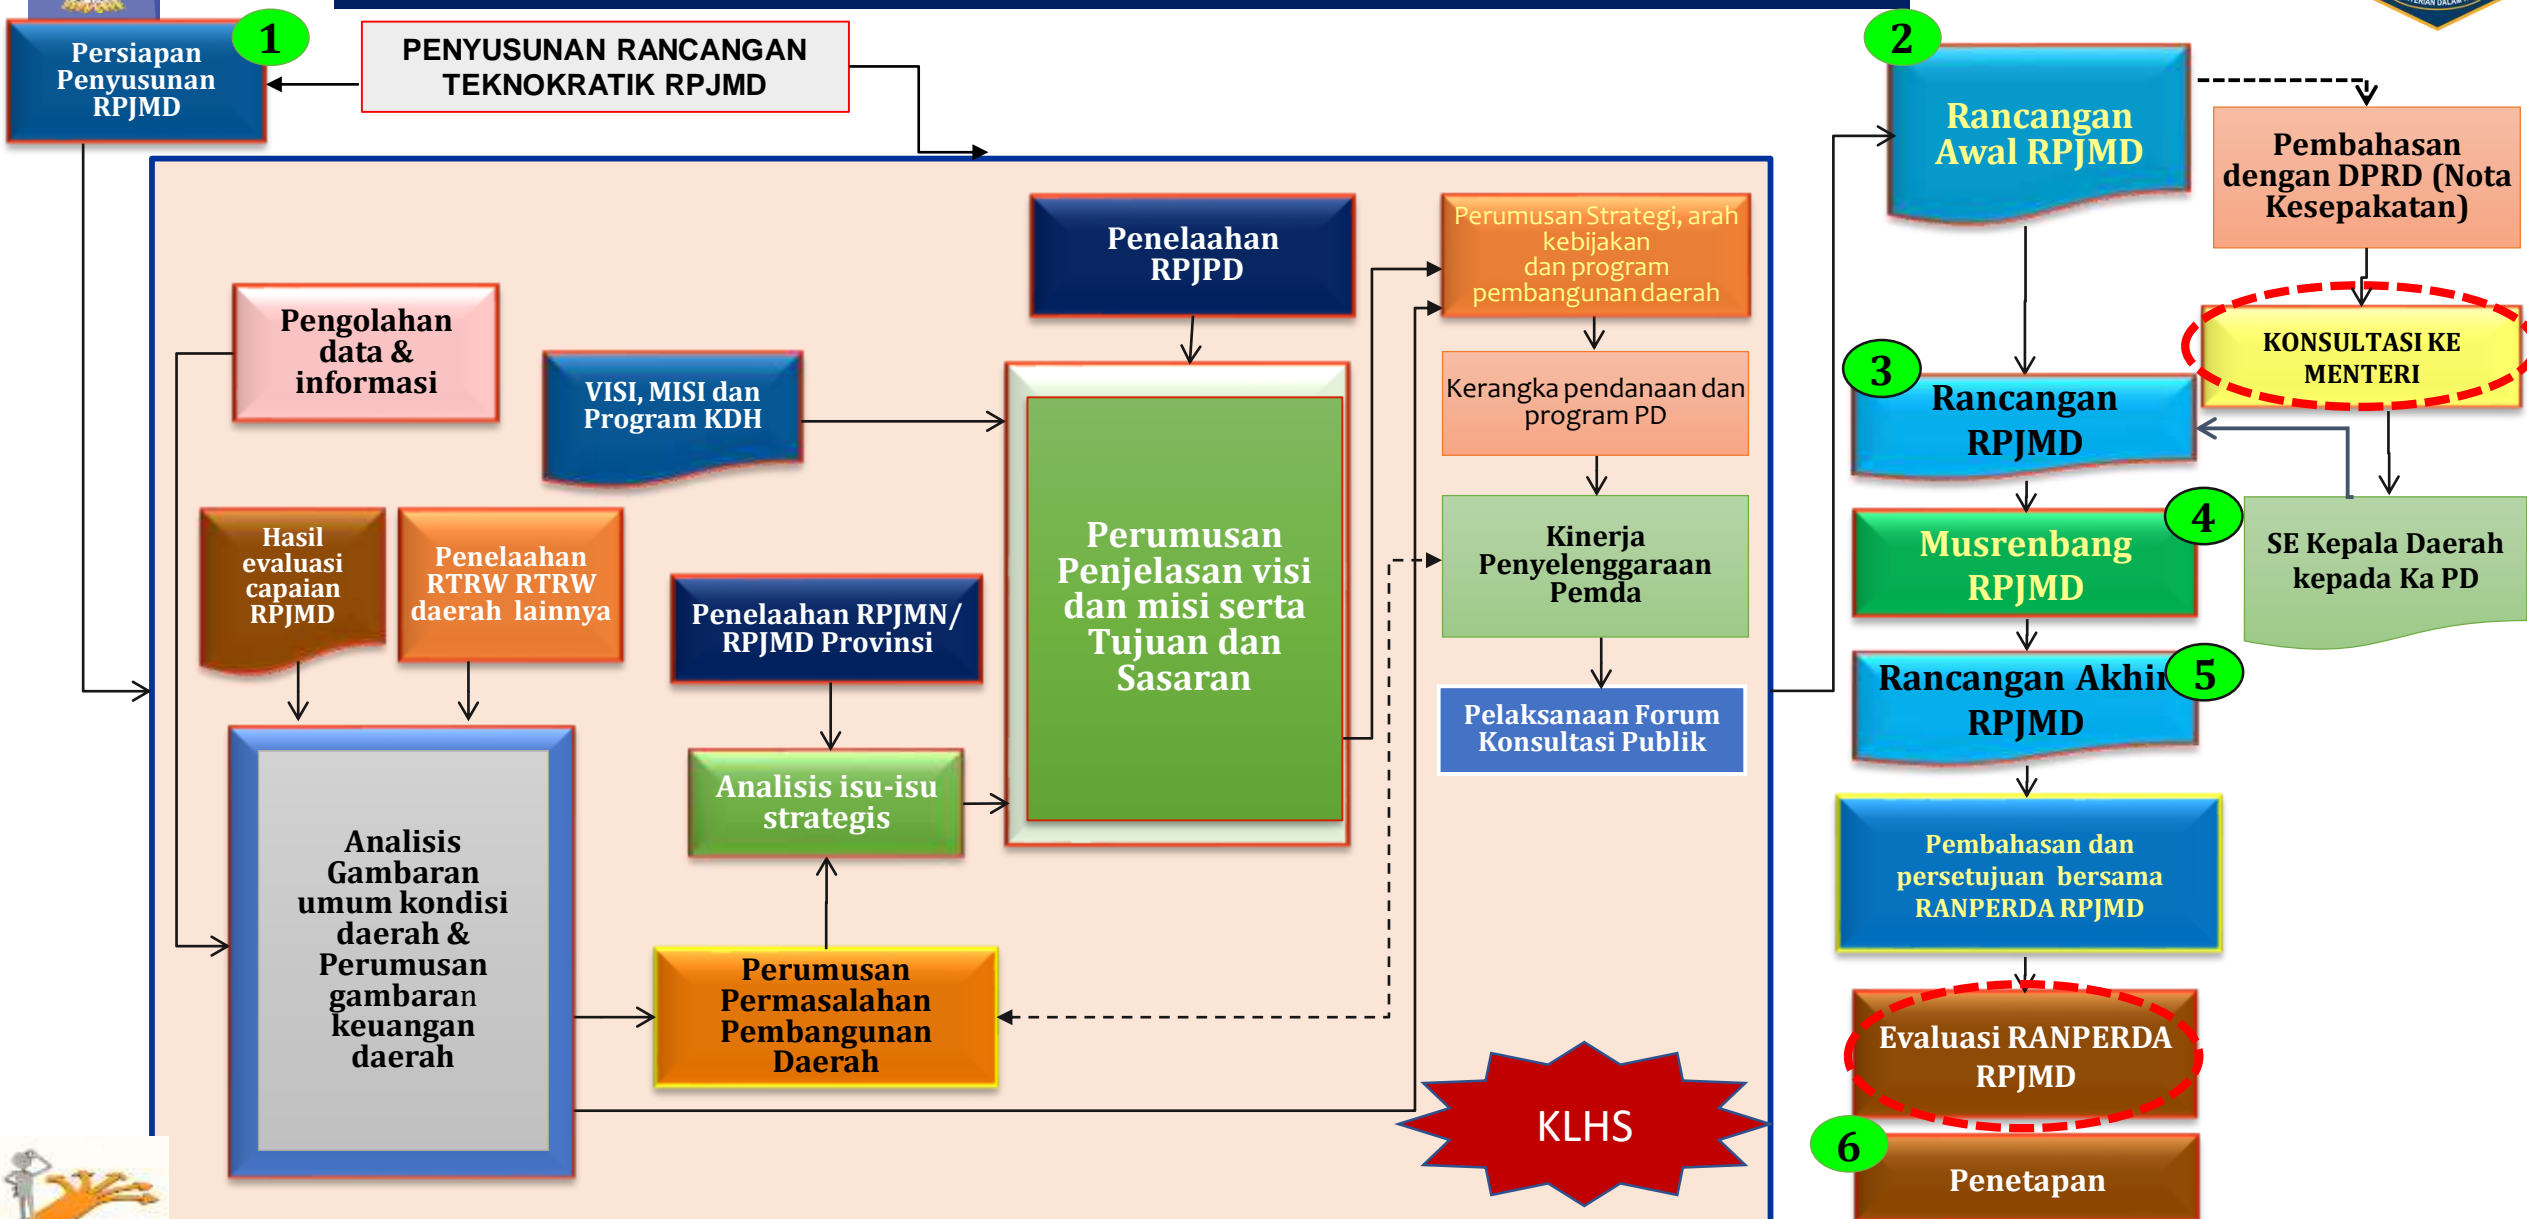 1
Persiapan
Penyusunan
RPJMD
PENYUSUNAN RANCANGAN
TEKNOKRATIK RPJMD
Penelaahan
RPJPD
Perumusan Strategi, arah
kebijakan
dan program
pembangunan daerah
Pengolahan
data &
informasi
VISI, MISI dan
Program KDH
Kerangka pendanaan dan
program PD
Hasil
evaluasi
capaian
RPJMD
Penelaahan
RTRW RTRW
daerah lainnya
Penelaahan RPJMN/
RPJMD Provinsi
Perumusan
Penjelasan visi
dan misi serta
Tujuan dan
Sasaran
Kinerja
Penyelenggaraan
Pemda
Pelaksanaan Forum
Konsultasi Publik
Analisis isu-isu
strategis
Analisis
Gambaran
umum kondisi
daerah &
Perumusan
gambaran
keuangan
daerah
Perumusan
Permasalahan
Pembangunan
Daerah
KLHS
2
Rancangan
Awal RPJMD
Pembahasan
dengan DPRD (Nota
Kesepakatan)
KONSULTASI KE
MENTERI
3
Rancangan
RPJMD
4
Musrenbang
RPJMD
SE Kepala Daerah
kepada Ka PD
5
Rancangan Akhir
RPJMD
Pembahasan dan
persetujuan bersama
RANPERDA RPJMD
Evaluasi RANPERDA
RPJMD
6
Penetapan